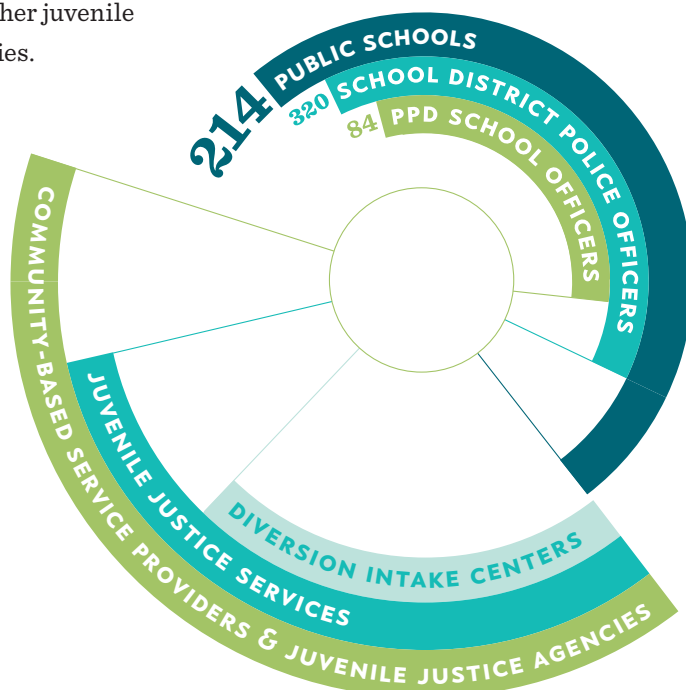 her juvenile
ies.
214 PUBLIC SCHOOLS
320 SCHOOL DISTRICT POLICE OFFICERS
84 PPD SCHOOL OFFICERS
DIVERSION INTAKE CENTERS
JUVENILE JUSTICE SERVICES
COMMUNITY-BASED SERVICE PROVIDERS & JUVENILE JUSTICE AGENCIES